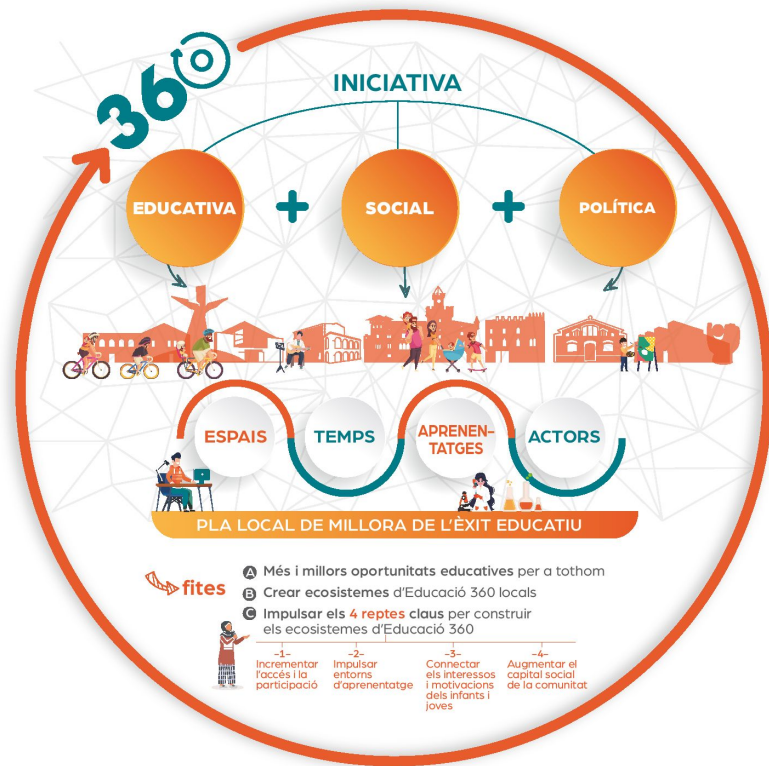 360
INICIATIVA
EDUCATIVA + SOCIAL + POLÍTICA
ESPAIS
TEMPS
APRENEN-
TATGES
ACTORS
PLA LOCAL DE MILLORA DE L'ÈXIT EDUCATIU
fites
A Més i millors oportunitats educatives per a tothom
B Crear ecosistemes d'Educació 360 locals
C Impulsar els 4 reptes claus per construir
els ecosistemes d'Educació 360
-1-
Incrementar
l'accés i la
participació
-2-
Impulsar
entorns
d'aprenentatge
-3-
Connectar
els interessos
i motivacions
dels infants i
joves
-4-
Augmentar el
capital social
de la comunitat